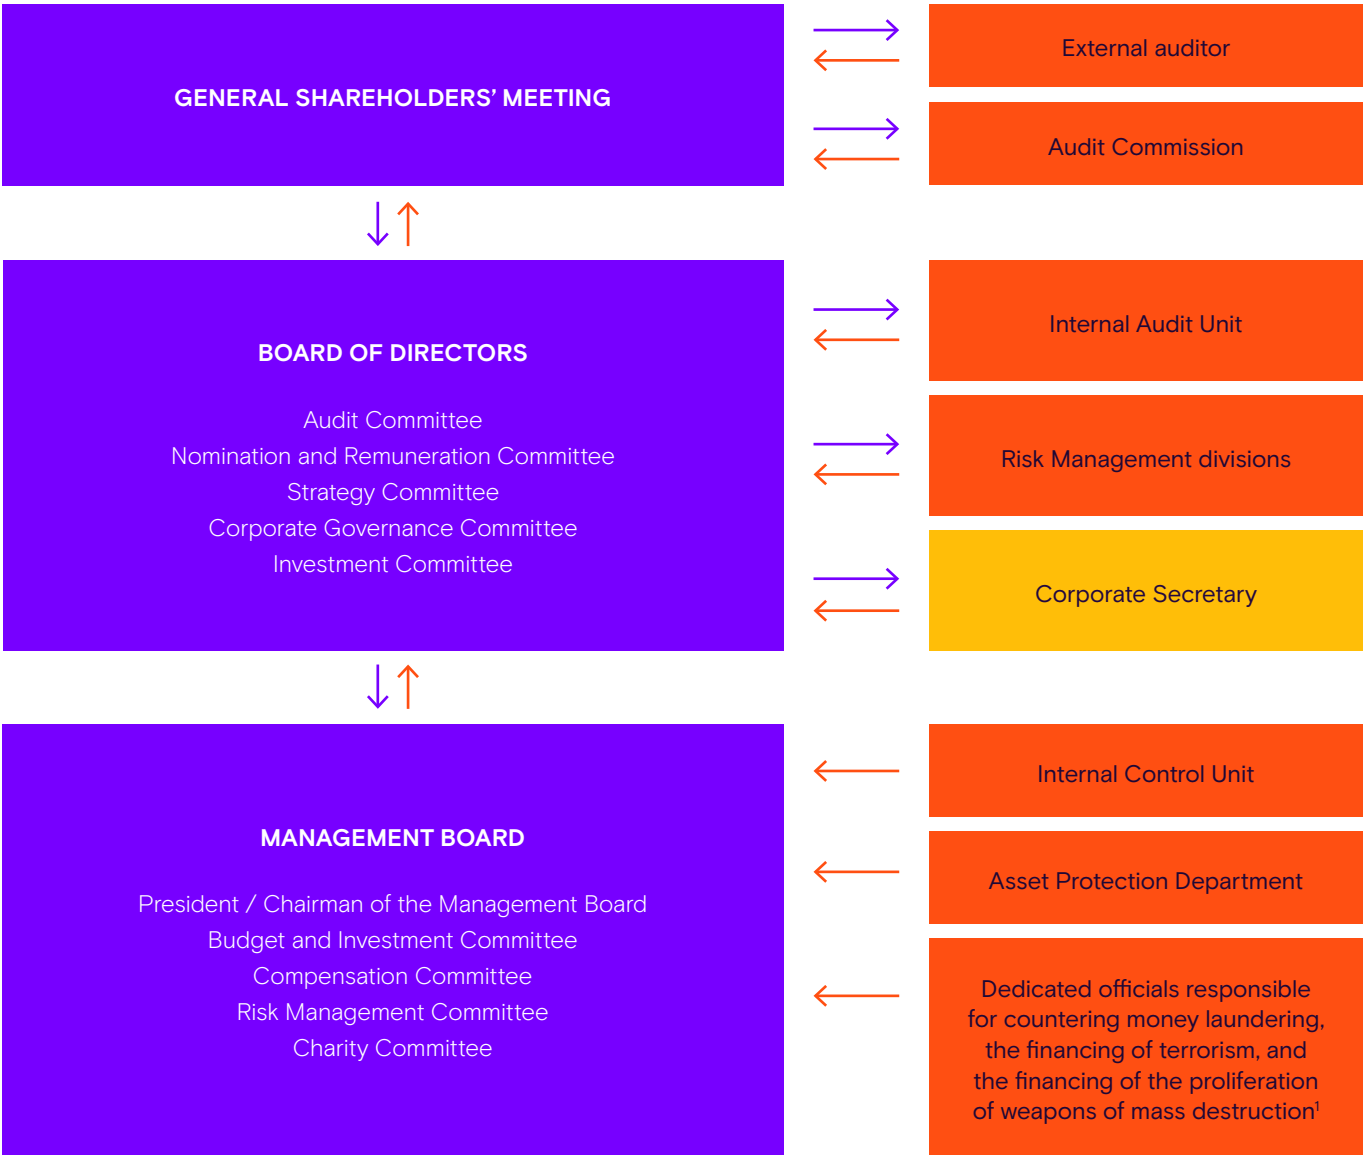 GENERAL SHAREHOLDERS’ MEETING
External auditor
Audit Commission
BOARD OF DIRECTORS
Audit Committee
Nomination and Remuneration Committee
Strategy Committee
Corporate Governance Committee
Investment Committee
Internal Audit Unit
Risk Management divisions
Corporate Secretary
MANAGEMENT BOARD
President / Chairman of the Management Board
Budget and Investment Committee
Compensation Committee
Risk Management Committee
Charity Committee
Internal Control Unit
Asset Protection Department
Dedicated officials responsible
for countering money laundering,
the financing of terrorism, and
the financing of the proliferation
of weapons of mass destruction¹